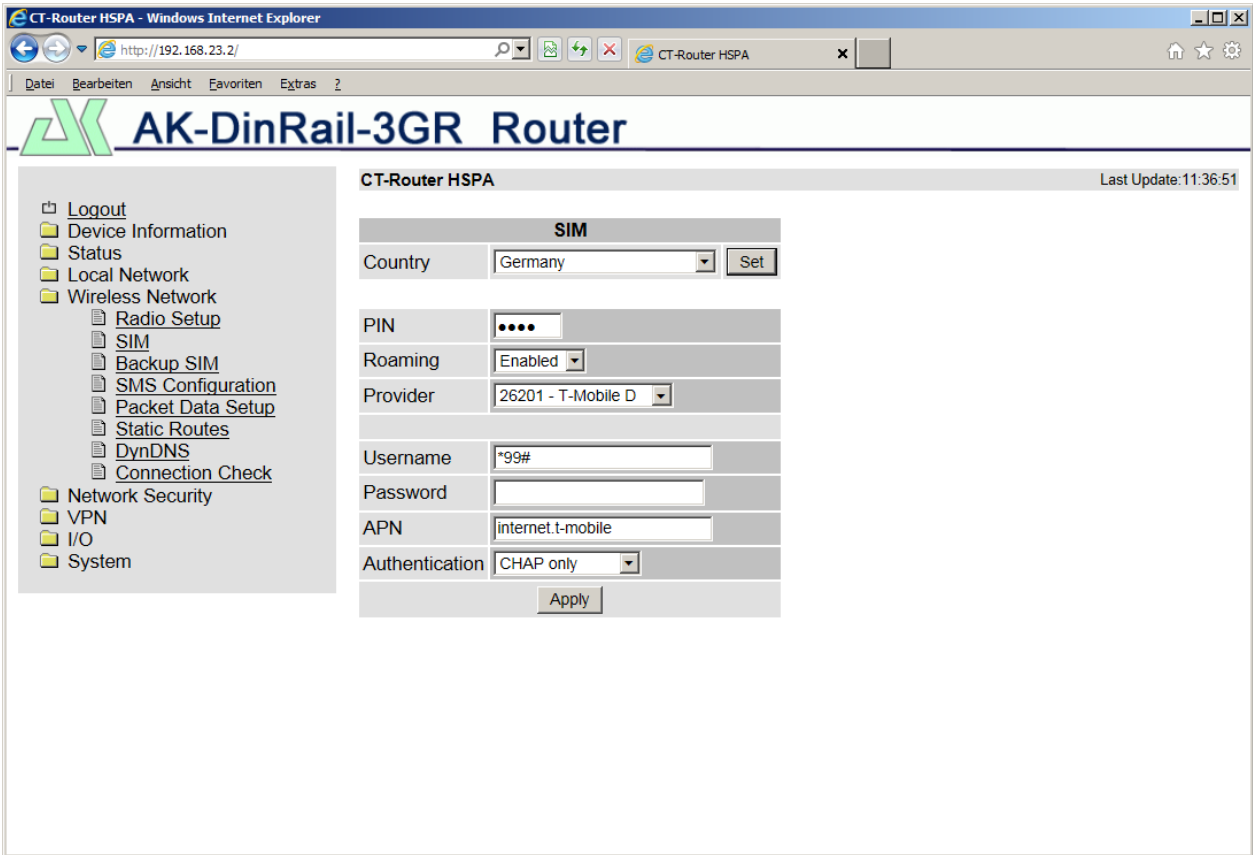 CT-Router HSPA - Windows Internet Explorer
http://192.168.23.2/
CT-Router HSPA
Datei Bearbeiten Ansicht Favoriten Extras ?
AK-DinRail-3GR Router
CT-Router HSPA Last Update:11:36:51
Logout
Device Information
Status
Local Network
Wireless Network
Radio Setup
SIM
Backup SIM
SMS Configuration
Packet Data Setup
Static Routes
DynDNS
Connection Check
Network Security
VPN
I/O
System
SIM
Country Germany Set
PIN ••••
Roaming Enabled
Provider 26201 - T-Mobile D
Username *99#
Password
APN internet.t-mobile
Authentication CHAP only
Apply